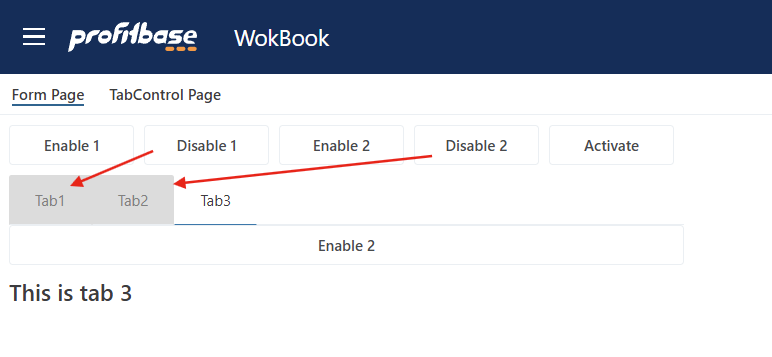 profitbase WokBook
Form Page TabControl Page
Enable 1 Disable 1 Enable 2 Disable 2 Activate
Tab1 Tab2 Tab3
Enable 2
This is tab 3